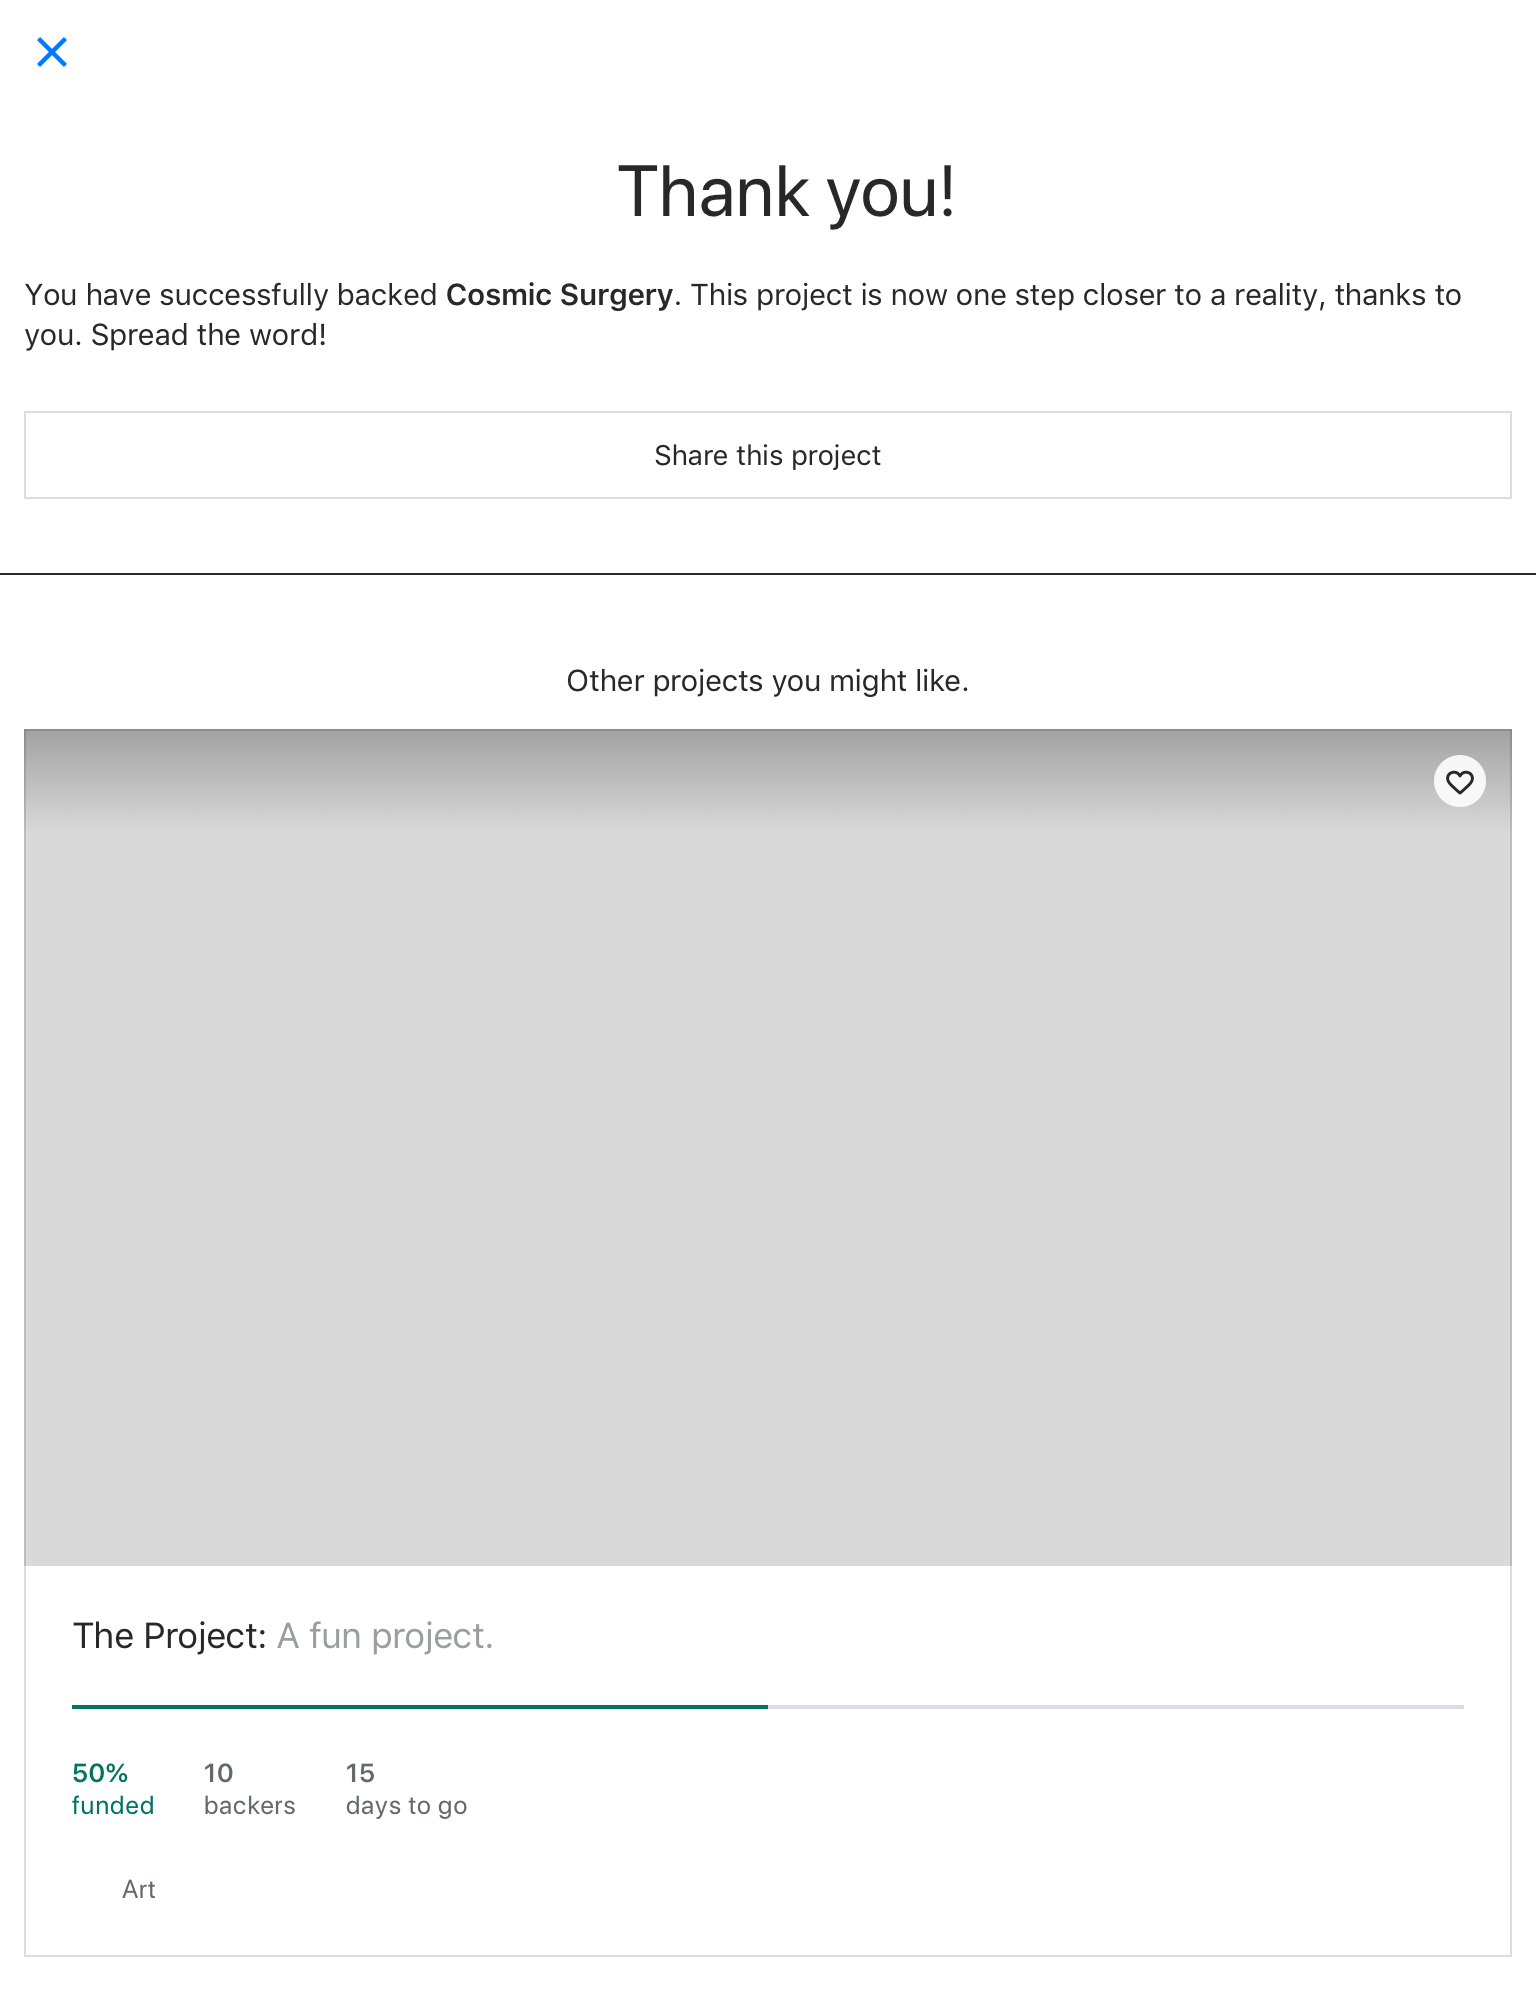 Thank you!
You have successfully backed Cosmic Surgery. This project is now one step closer to a reality, thanks to
you. Spread the word!
Share this project
Other projects you might like.
The Project: A fun project.
50%
funded
10
backers
15
days to go
Art